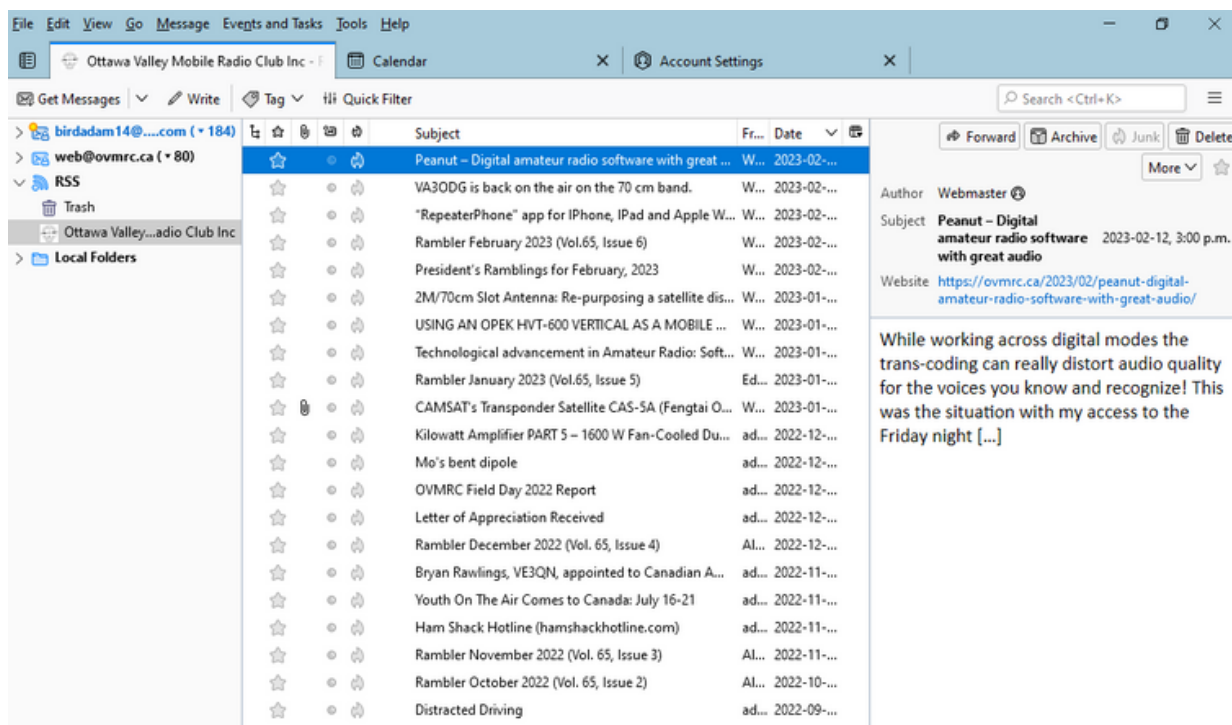 File Edit View Go Message Events and Tasks Tools Help
Ottawa Valley Mobile Radio Club Inc - F
Calendar
Account Settings
Get Messages Write Tag Quick Filter
Search <Ctrl+K>
birdadam14@....com (• 184)
web@ovmrc.ca (• 80)
RSS
Trash
Ottawa Valley...adio Club Inc
Local Folders
Subject Fr... Date
Peanut – Digital amateur radio software with great ... W... 2023-02-...
VA3ODG is back on the air on the 70 cm band. W... 2023-02-...
"RepeaterPhone" app for IPhone, IPad and Apple W... W... 2023-02-...
Rambler February 2023 (Vol.65, Issue 6) W... 2023-02-...
President's Ramblings for February, 2023 W... 2023-02-...
2M/70cm Slot Antenna: Re-purposing a satellite dis... W... 2023-01-...
USING AN OPEK HVT-600 VERTICAL AS A MOBILE ... W... 2023-01-...
Technological advancement in Amateur Radio: Soft... W... 2023-01-...
Rambler January 2023 (Vol.65, Issue 5) Ed... 2023-01-...
CAMSAT's Transponder Satellite CAS-5A (Fengtai O... W... 2023-01-...
Kilowatt Amplifier PART 5 – 1600 W Fan-Cooled Du... ad... 2022-12-...
Mo's bent dipole ad... 2022-12-...
OVMRC Field Day 2022 Report ad... 2022-12-...
Letter of Appreciation Received ad... 2022-12-...
Rambler December 2022 (Vol. 65, Issue 4) Al... 2022-12-...
Bryan Rawlings, VE3QN, appointed to Canadian A... ad... 2022-11-...
Youth On The Air Comes to Canada: July 16-21 ad... 2022-11-...
Ham Shack Hotline (hamshackhotline.com) ad... 2022-11-...
Rambler November 2022 (Vol. 65, Issue 3) Al... 2022-11-...
Rambler October 2022 (Vol. 65, Issue 2) Al... 2022-10-...
Distracted Driving ad... 2022-09-...
Forward Archive Junk Delete
More
Author Webmaster
Subject Peanut – Digital
amateur radio software 2023-02-12, 3:00 p.m.
with great audio
Website https://ovmrc.ca/2023/02/peanut-digital-
amateur-radio-software-with-great-audio/
While working across digital modes the
trans-coding can really distort audio quality
for the voices you know and recognize! This
was the situation with my access to the
Friday night [...]